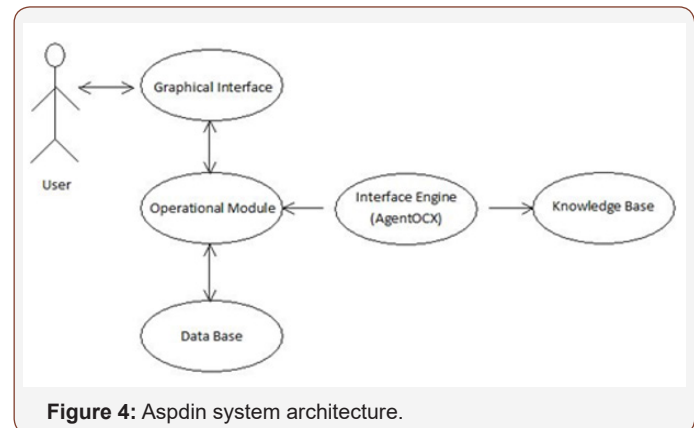 Graphical Interface
User
Operational Module
Interface Engine
(AgentOCX)
Knowledge Base
Data Base
Figure 4: Aspdin system architecture.